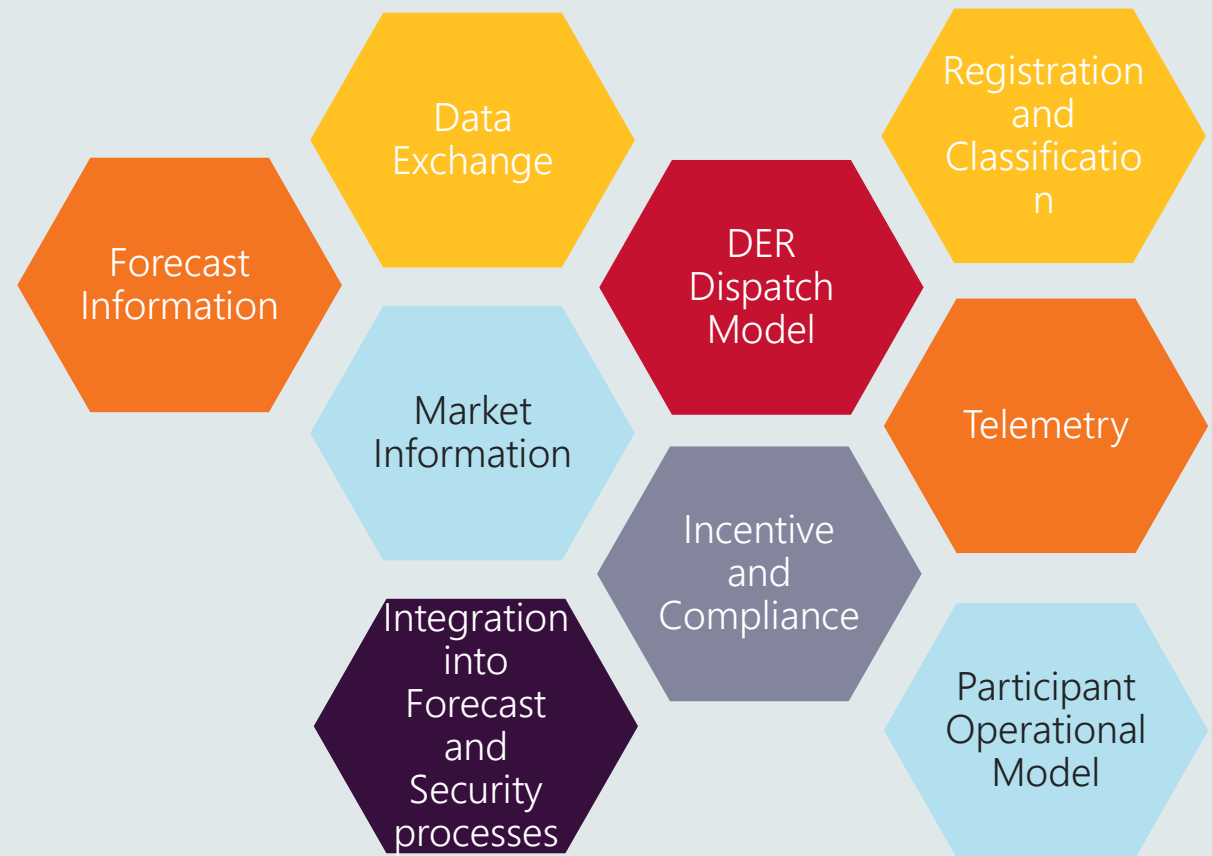 Data
Exchange
Registration
and
Classificatio
n
Forecast
Information
DER
Dispatch
Model
Market
Information
Telemetry
Incentive
and
Compliance
Integration
into
Forecast
and
Security
processes
Participant
Operational
Model